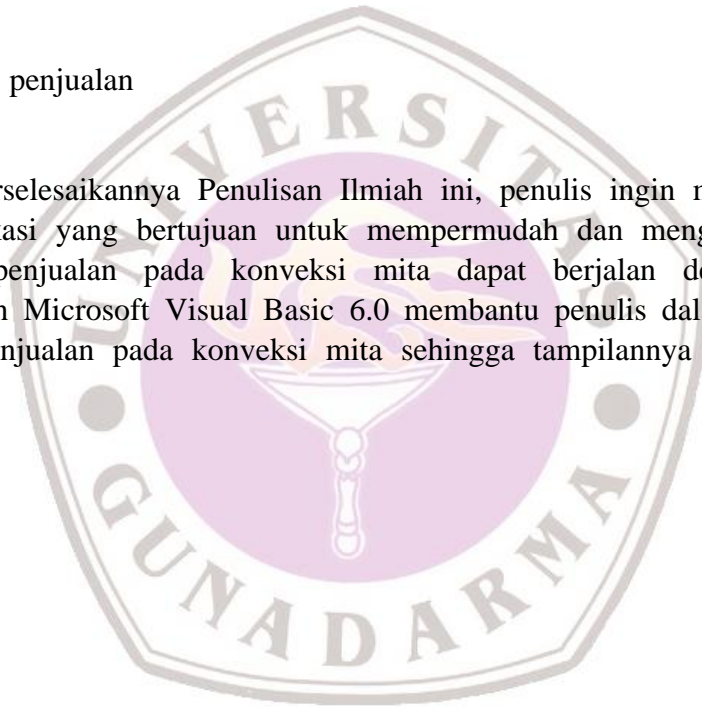 penjualan
rselesaikannya Penulisan Ilmiah ini, penulis ingin
kasi yang bertujuan untuk mempermudah dan meng
penjualan pada konveksi mita dapat berjalan de
Microsoft Visual Basic 6.0 membantu penulis dal
njualan pada konveksi mita sehingga tampilannya
UNIVERSITAS
GUNADARMA